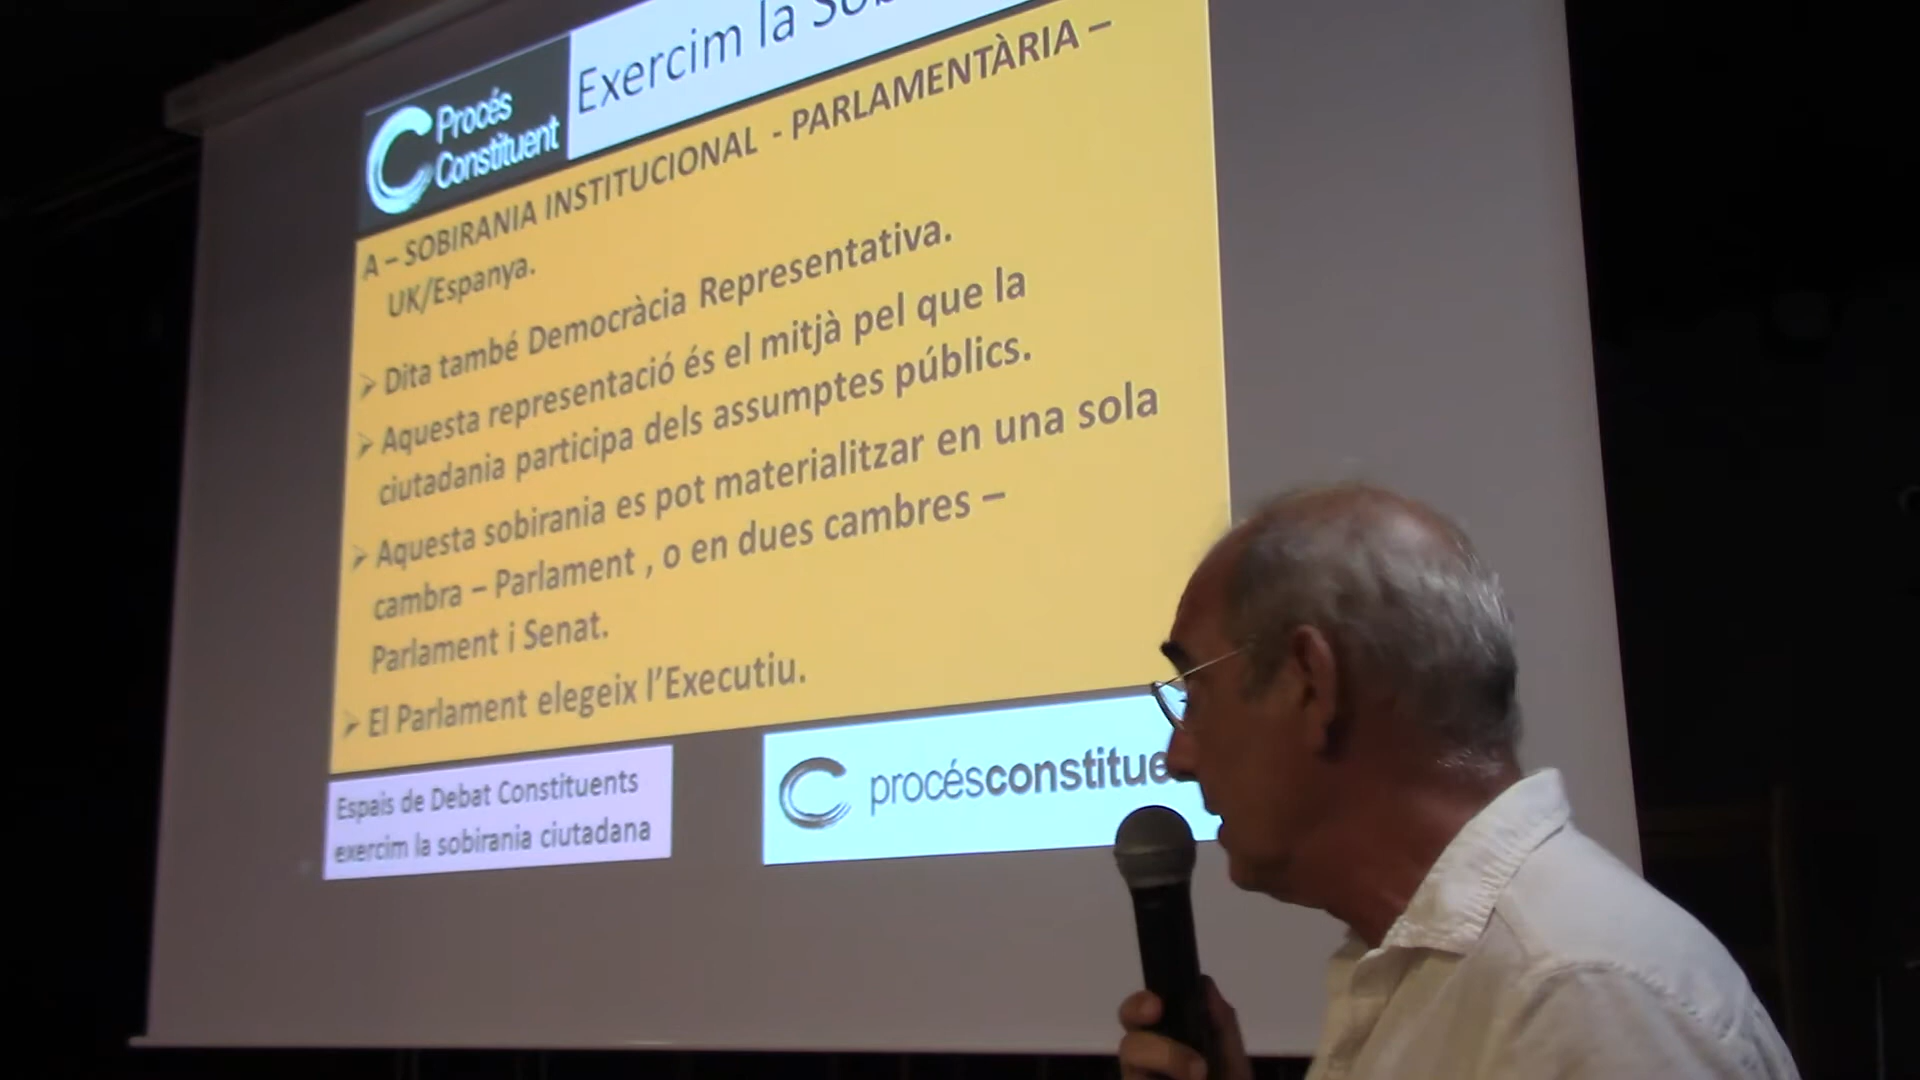 Procés
Constituent
Exercim la
A – SOBIRANIA INSTITUCIONAL - PARLAMENTÀRIA –
UK/Espanya.
➢ Dita també Democràcia Representativa.
➢ Aquesta representació és el mitjà pel que la
ciutadania participa dels assumptes públics.
➢ Aquesta sobirania es pot materialitzar en una sola
cambra – Parlament , o en dues cambres –
Parlament i Senat.
➢ El Parlament elegeix l’Executiu.
Espais de Debat Constituents
exercim la sobirania ciutadana
procésconstitue